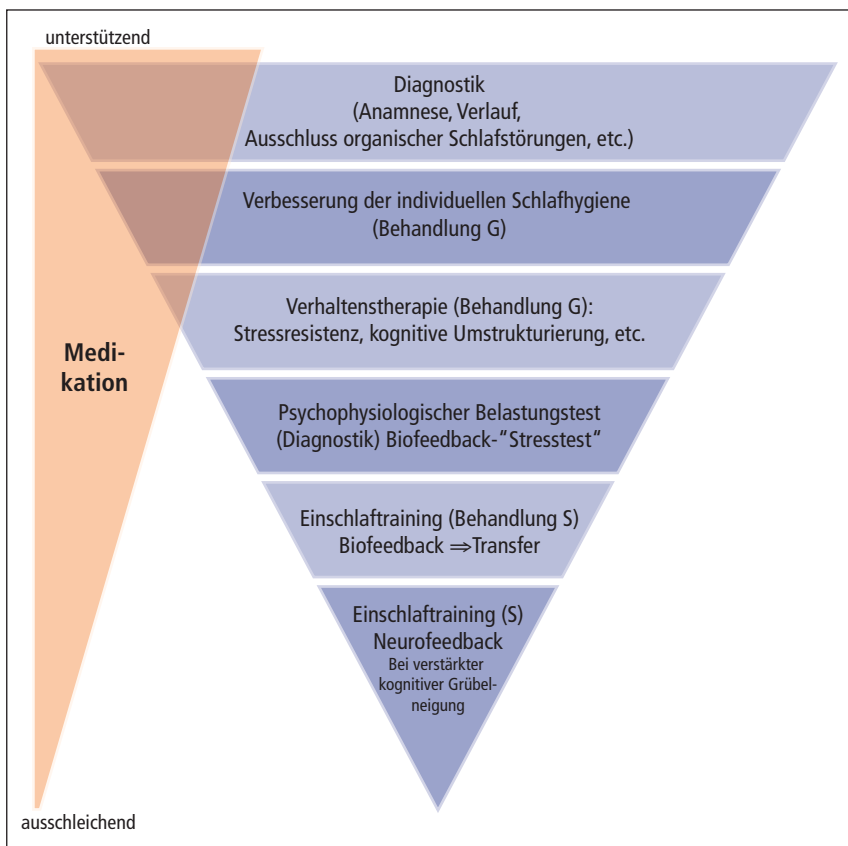 unterstützend
Diagnostik
(Anamnese, Verlauf,
Ausschluss organischer Schlafstörungen, etc.)
Verbesserung der individuellen Schlafhygiene
(Behandlung G)
Verhaltenstherapie (Behandlung G):
Stressresistenz, kognitive Umstrukturierung, etc.
Medi-
kation
Psychophysiologischer Belastungstest
(Diagnostik) Biofeedback-“Stresstest“
Einschlaftraining (Behandlung S)
Biofeedback ⇒Transfer
Einschlaftraining (S)
Neurofeedback
Bei verstärkter
kognitiver Grübel-
neigung
ausschleichend